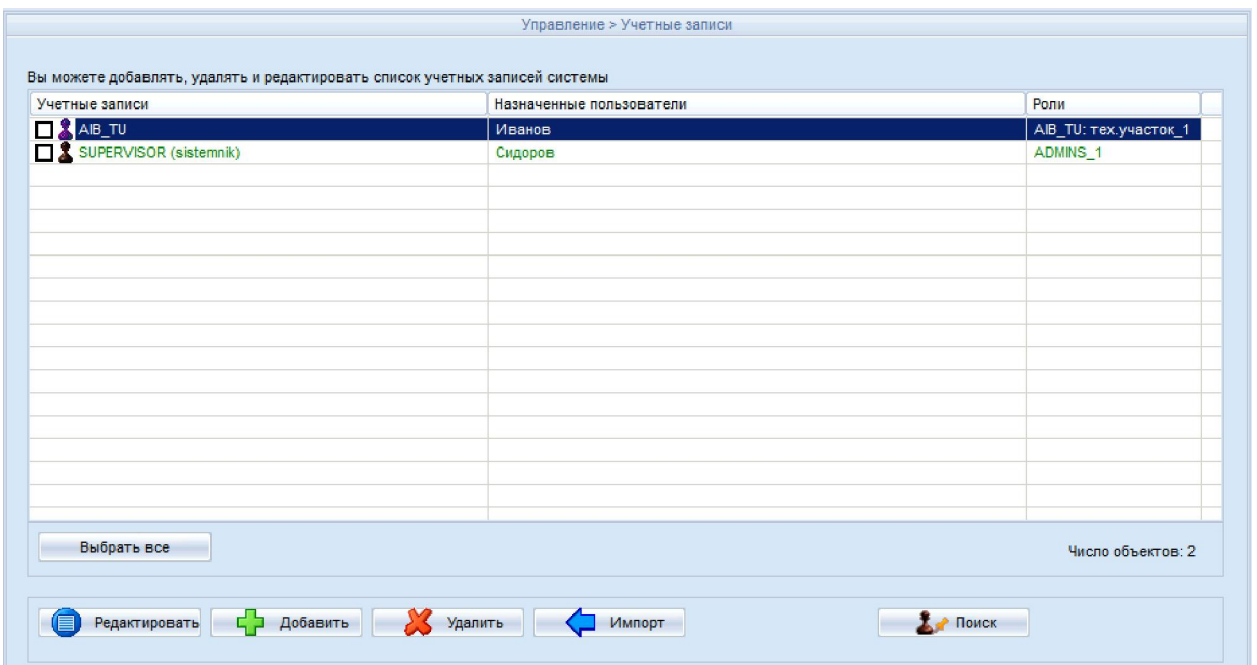 Управление > Учетные записи
Вы можете добавлять, удалять и редактировать список учетных записей системы
Учетные записи Назначенные пользователи Роли
AIB_TU Иванов AIB_TU: тех.участок_1
SUPERVISOR (sistemnik) Сидоров ADMINS_1
Выбрать все Число объектов: 2
Редактировать Добавить Удалить Импорт Поиск